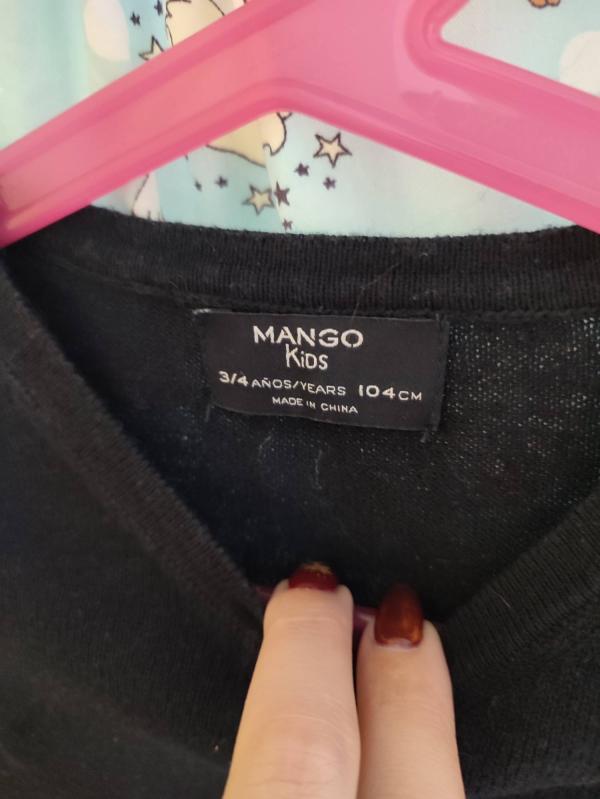 MANGO
KiDS
3/4 AÑOS/YEARS 104CM
MADE IN CHINA